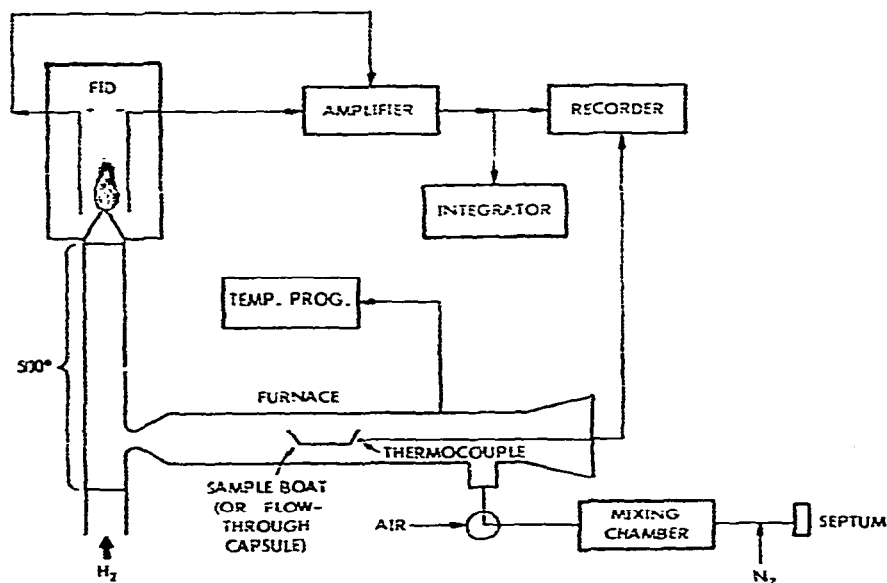 FID
AMPLIFIER
RECORDER
INTEGRATOR
TEMP. PROG.
500°
FURNACE
THERMOCOUPLE
SAMPLE BOAT
(OR FLOW-
THROUGH
CAPSULE)
AIR
MIXING
CHAMBER
SEPTUM
H₂
N₂